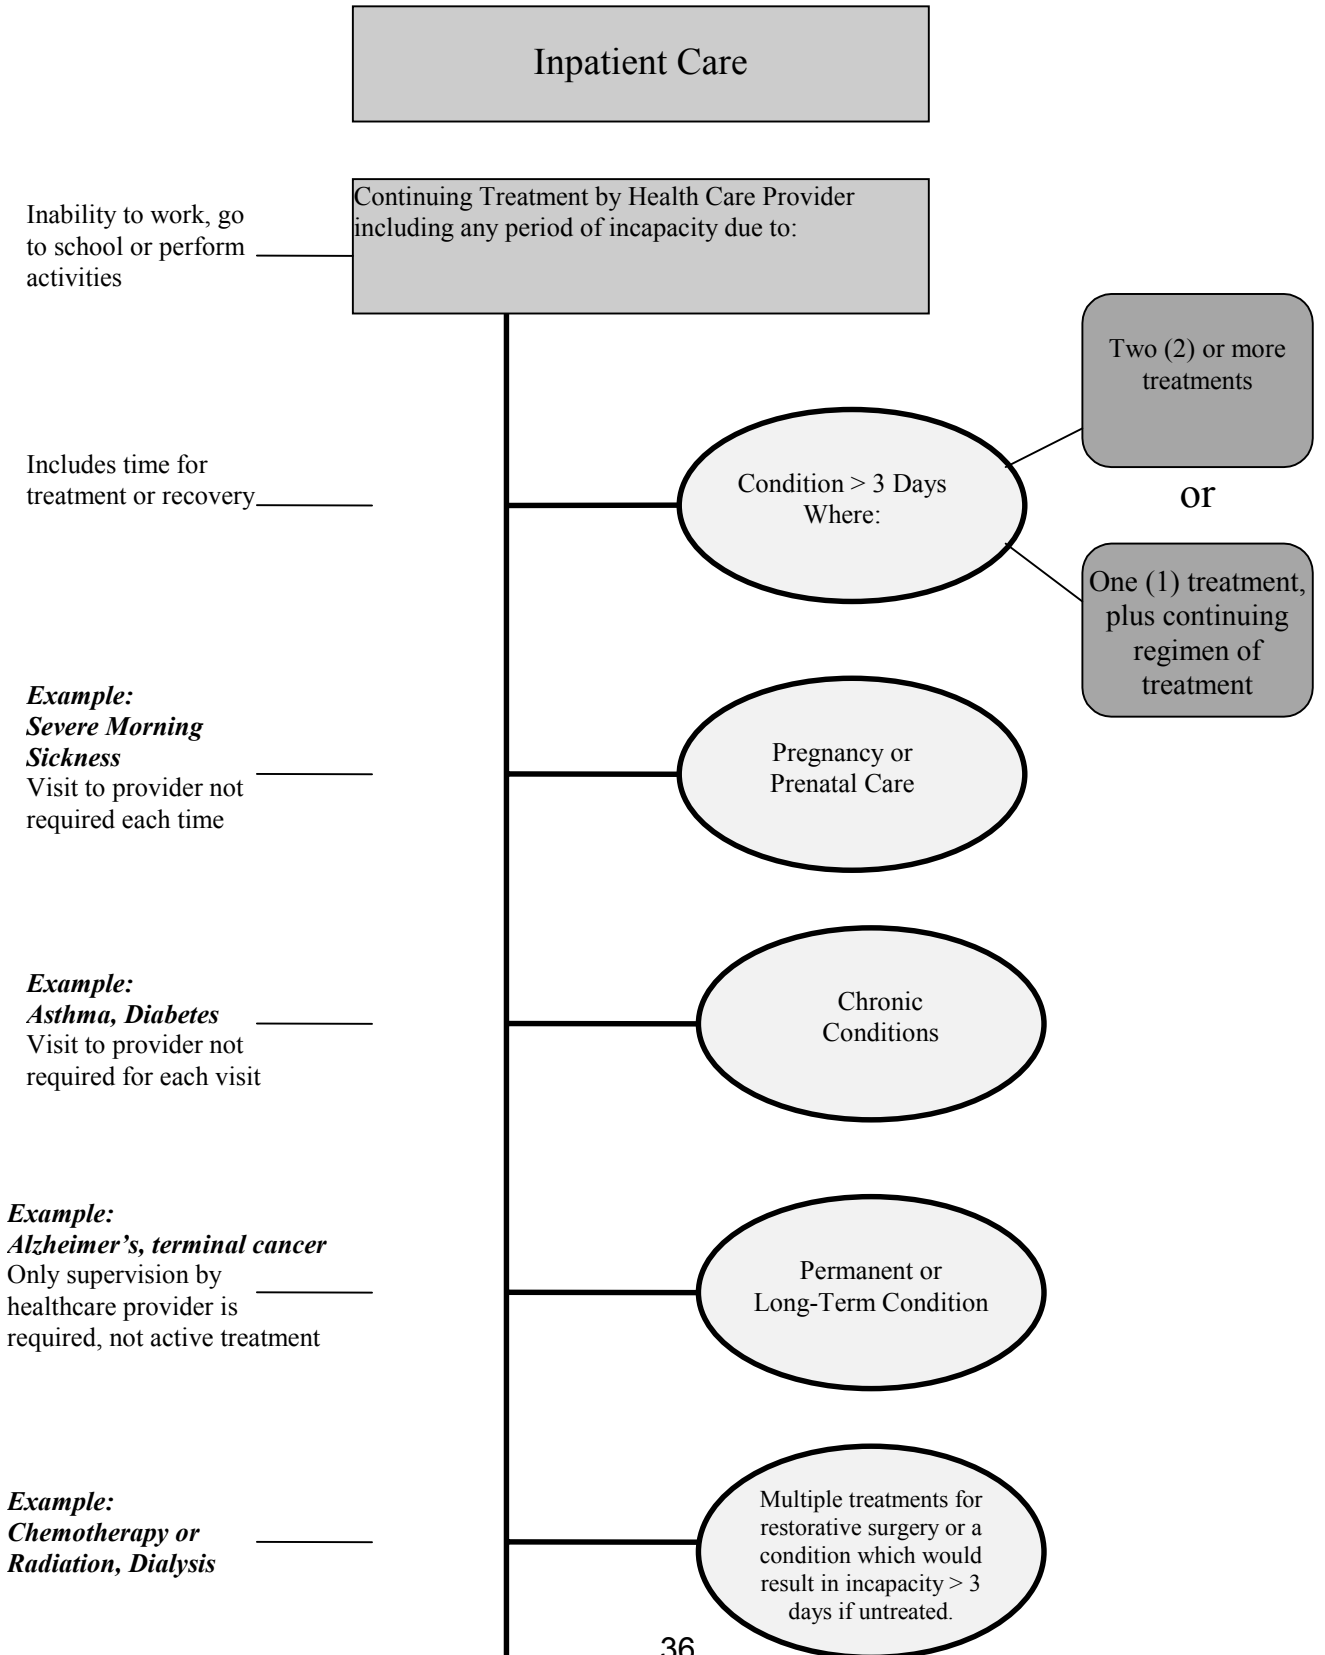 Inpatient Care
Inability to work, go
to school or perform
activities
Continuing Treatment by Health Care Provider
including any period of incapacity due to:
Two (2) or more
treatments
Includes time for
treatment or recovery
Condition > 3 Days
Where:
or
One (1) treatment,
plus continuing
regimen of
treatment
Example:
Severe Morning
Sickness
Visit to provider not
required each time
Pregnancy or
Prenatal Care
Example:
Asthma, Diabetes
Visit to provider not
required for each visit
Chronic
Conditions
Example:
Alzheimer’s, terminal cancer
Only supervision by
healthcare provider is
required, not active treatment
Permanent or
Long-Term Condition
Example:
Chemotherapy or
Radiation, Dialysis
Multiple treatments for
restorative surgery or a
condition which would
result in incapacity > 3
days if untreated.
36